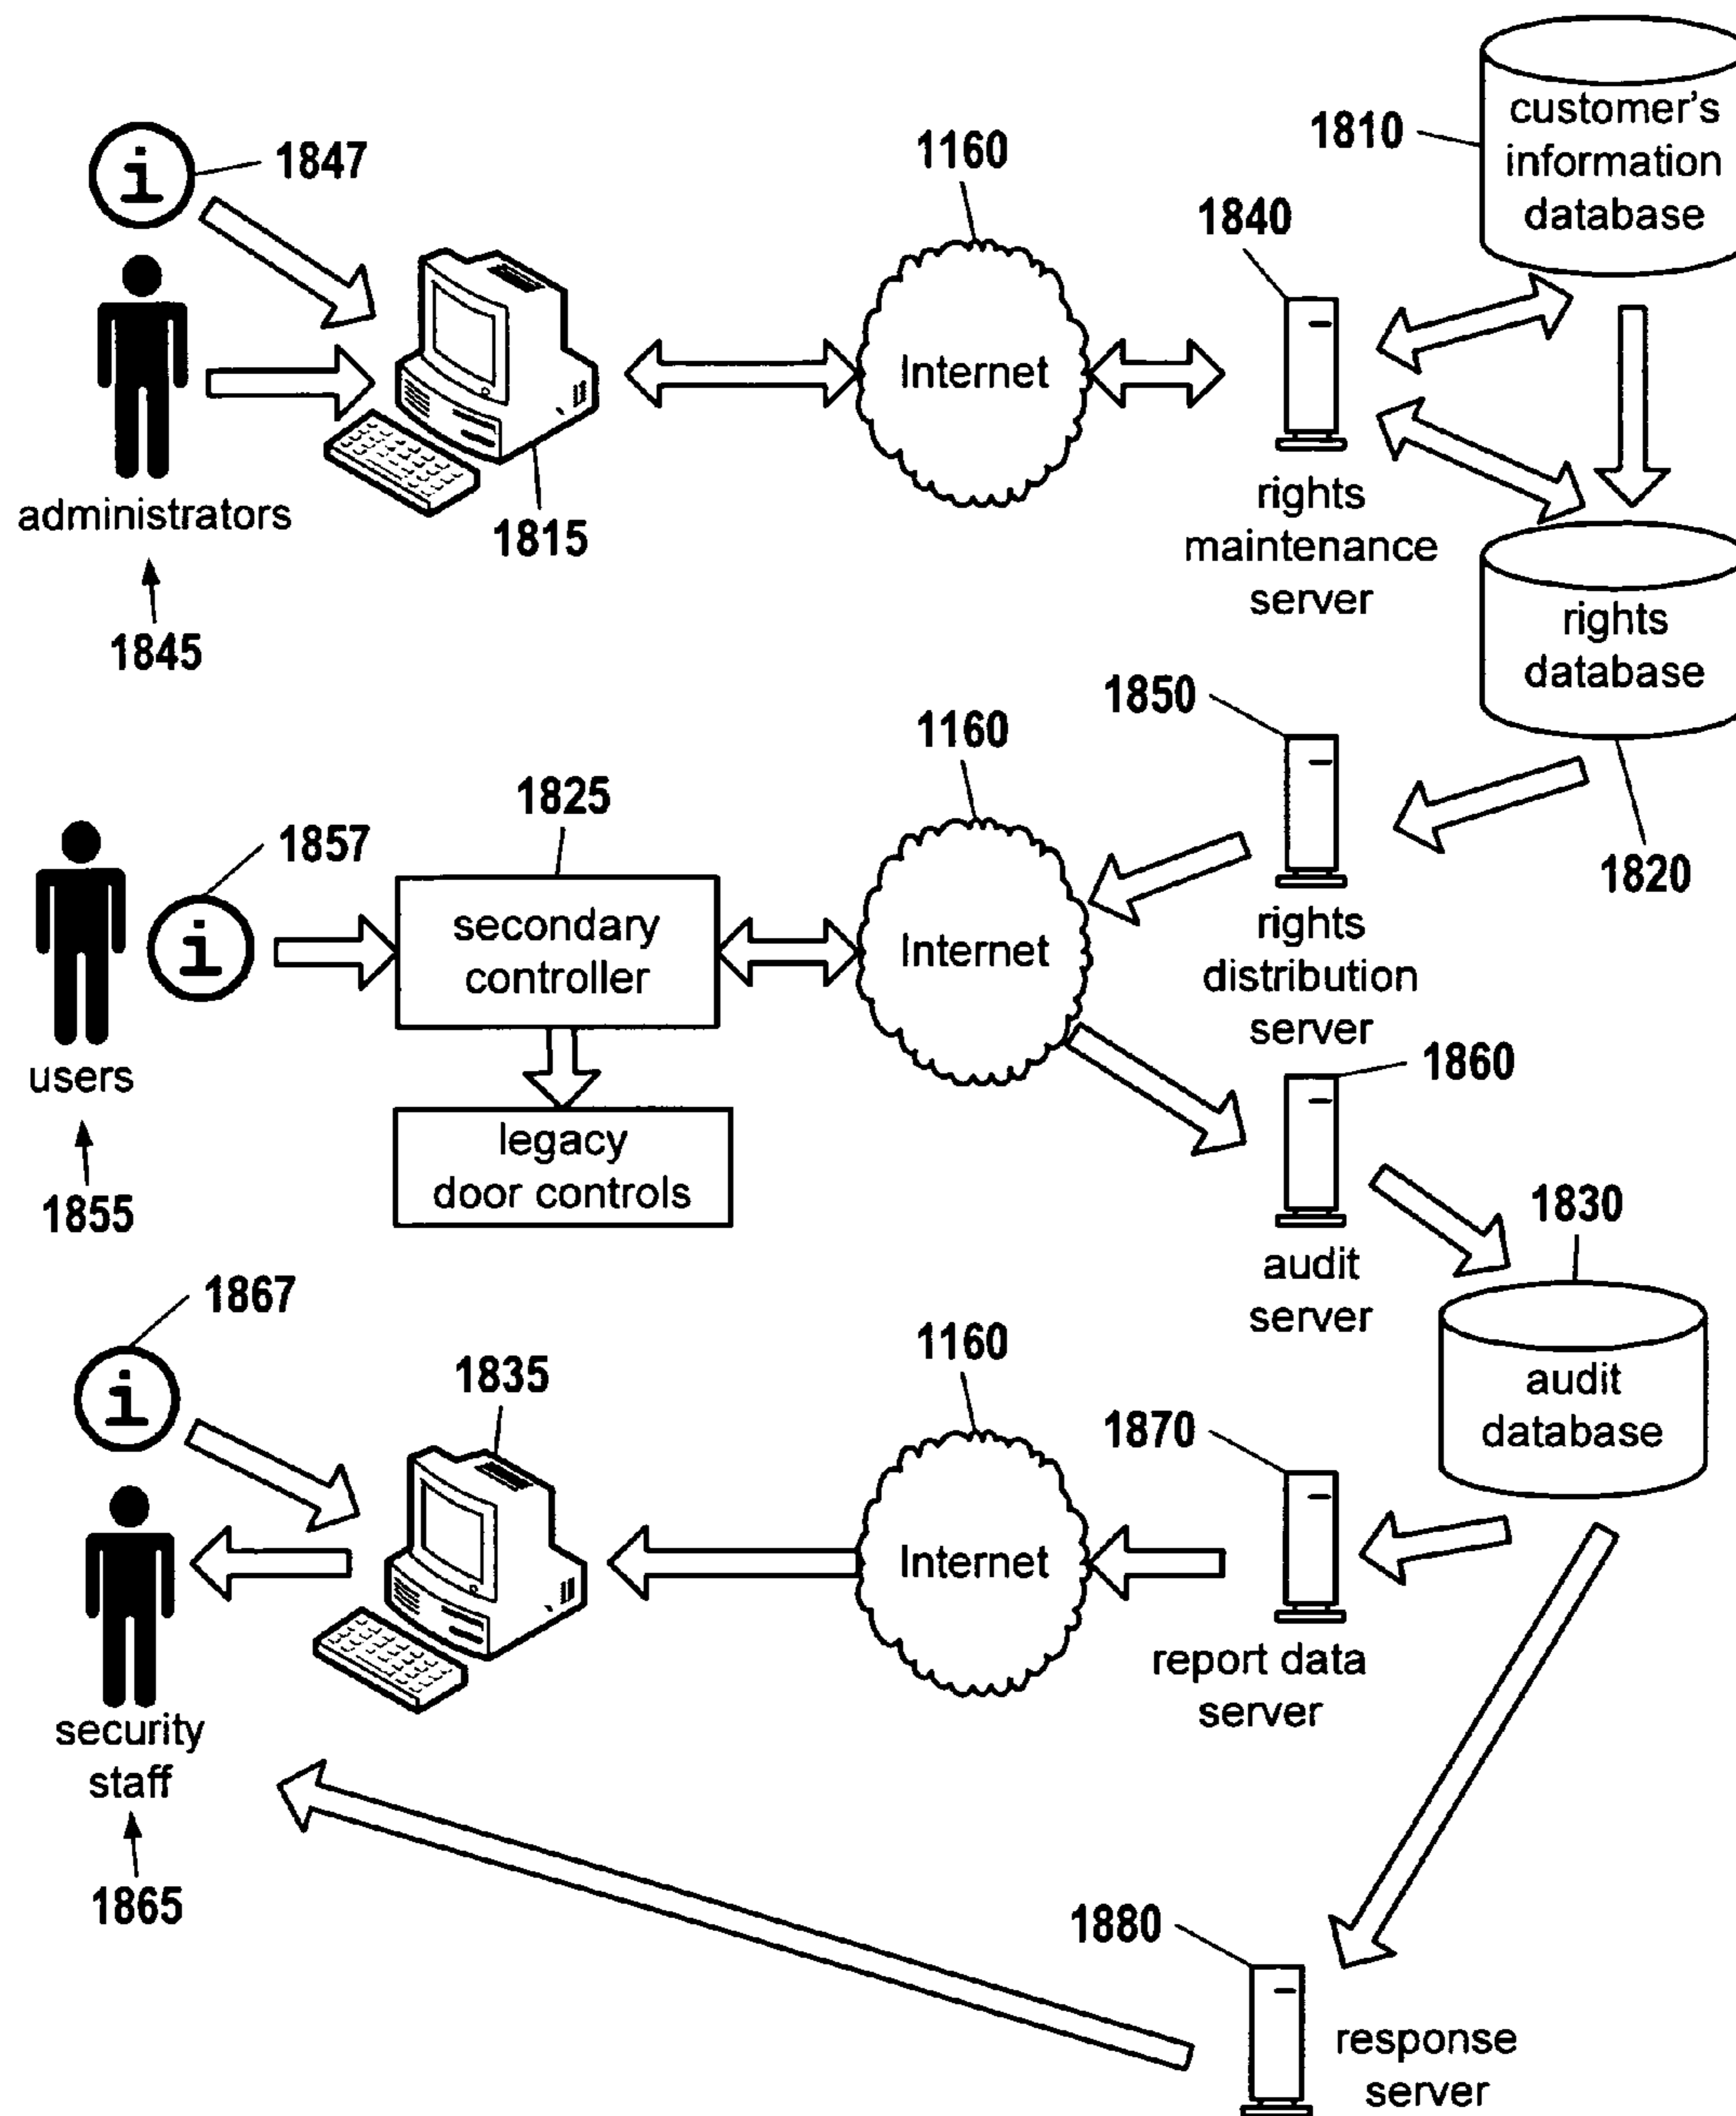 customer's
information
database
1810
1847
1160
1840
i
Internet
administrators
1815
rights
maintenance
server
1845
rights
database
1850
1160
1825
1857
1820
secondary
controller
i
Internet
rights
distribution
server
users
1860
legacy
door controls
1855
1830
audit
server
1867
1160
1835
audit
database
i
1870
Internet
report data
server
security
staff
1865
1880
response
server